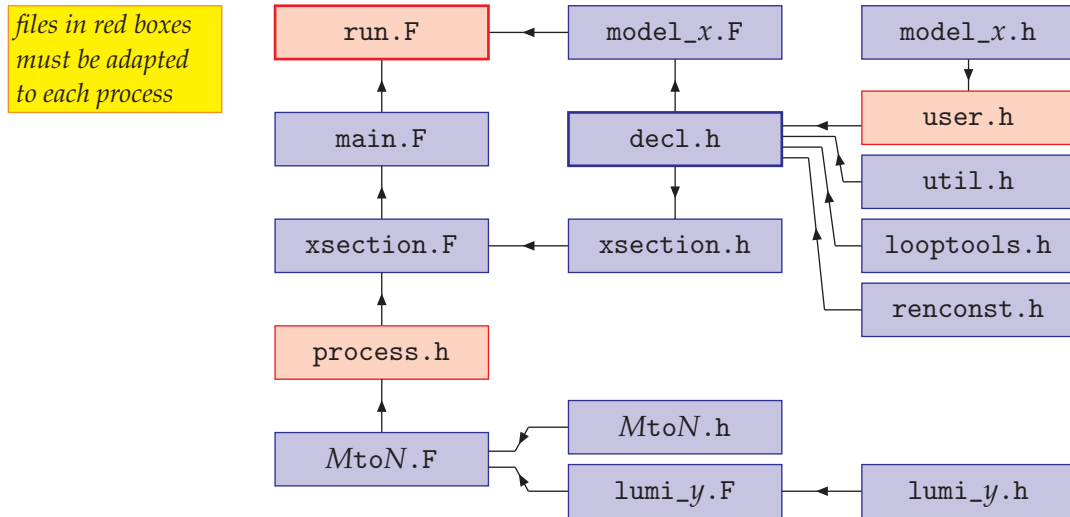 files in red boxes
must be adapted
to each process
run.F
model_x.F
model_x.h
user.h
main.F
decl.h
util.h
xsection.F
xsection.h
looptools.h
renconst.h
process.h
MtoN.h
MtoN.F
lumi_y.F
lumi_y.h